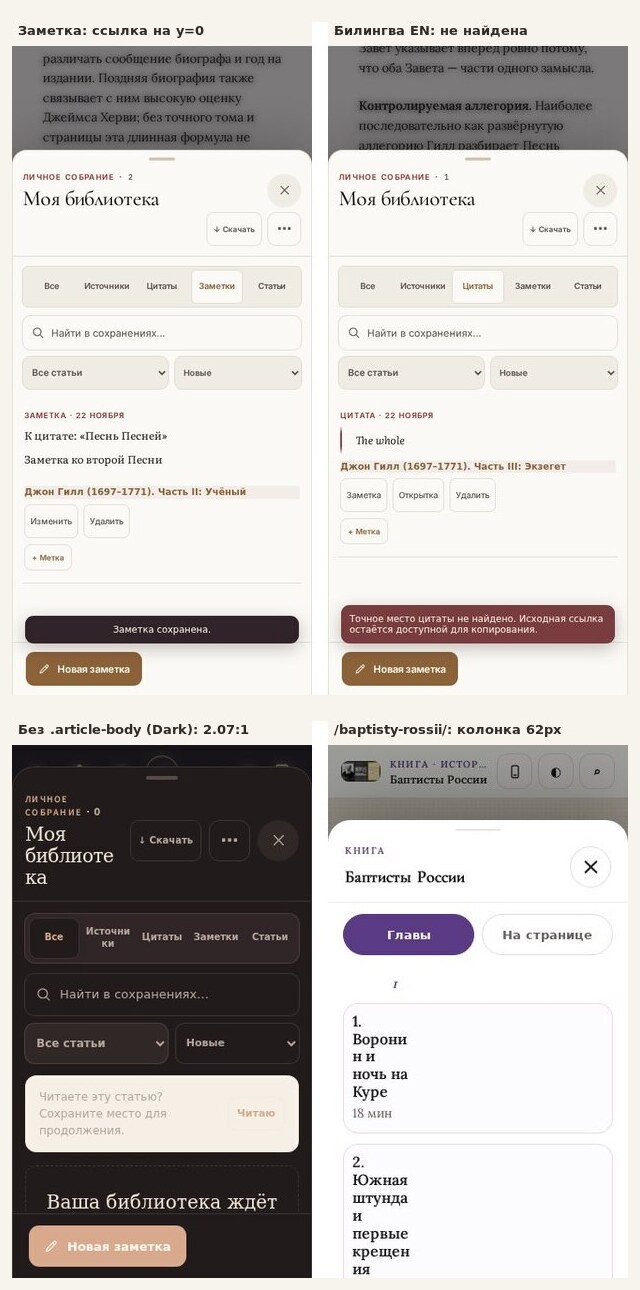 Заметка: ссылка на y=0
различать сообщение биографа и год на
издании. Поздняя биография также
связывает с ним высокую оценку
Джеймса Херви; без точного тома и
страницы эта длинная формула не
ЛИЧНОЕ СОБРАНИЕ · 2
Моя библиотека
↓ Скачать
•••
Все Источники Цитаты Заметки Статьи
Найти в сохранениях...
Все статьи Новые
ЗАМЕТКА · 22 НОЯБРЯ
К цитате: «Песнь Песней»
Заметка ко второй Песни
Джон Гилл (1697–1771). Часть II: Учёный
Изменить Удалить
+ Метка
Заметка сохранена.
Новая заметка
Билингва EN: не найдена
Завет указывает вперед ровно потому,
что оба Завета — части одного замысла.
Контролируемая аллегория. Наиболее
последовательно как развёрнутую
аллегорию Гилл разбирает Песнь
ЛИЧНОЕ СОБРАНИЕ · 1
Моя библиотека
↓ Скачать
•••
Все Источники Цитаты Заметки Статьи
Найти в сохранениях...
Все статьи Новые
ЦИТАТА · 22 НОЯБРЯ
The whole
Джон Гилл (1697–1771). Часть III: Экзегет
Заметка Открытка Удалить
+ Метка
Точное место цитаты не найдено. Исходная ссылка
остаётся доступной для копирования.
Новая заметка
Без .article-body (Dark): 2.07:1
ЛИЧНОЕ
СОБРАНИЕ · 0
Моя
библиоте
ка
↓ Скачать
•••
Все
Источни
ки
Цитаты Заметки Статьи
Найти в сохранениях...
Все статьи Новые
Читаете эту статью?
Сохраните место для
продолжения.
Читаю
Ваша библиотека ждёт
Новая заметка
/baptisty-rossii/: колонка 62px
КНИГА · ИСТОР...
Баптисты России
КНИГА
Баптисты России
Главы На странице
I
1.
Ворони
н и
ночь на
Куре
18 мин
2.
Южная
штунда
и
первые
крещен
ия